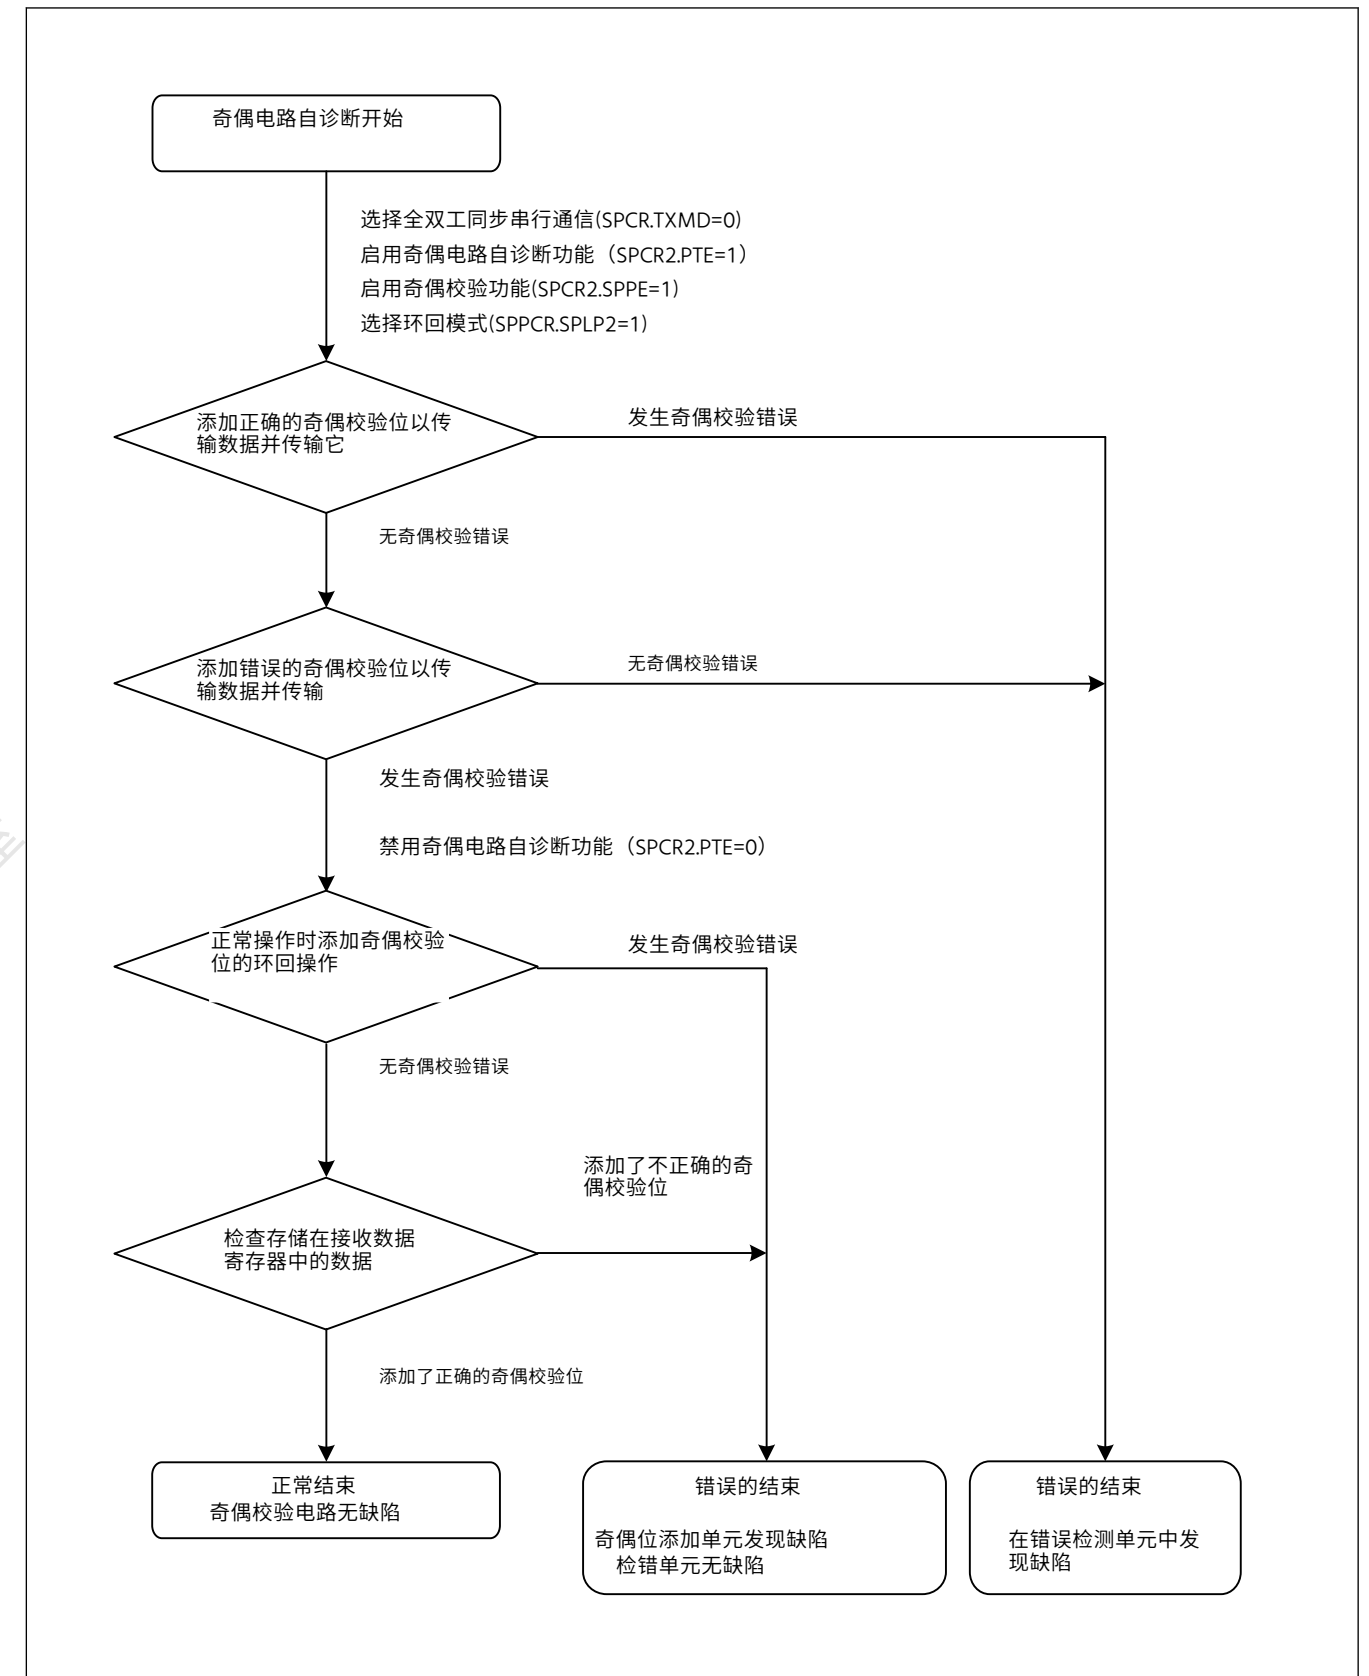 奇偶电路自诊断开始
选择全双工同步串行通信(SPCR.TXMD=0)
启用奇偶电路自诊断功能（SPCR2.PTE=1）
启用奇偶校验功能(SPCR2.SPPE=1)
选择环回模式(SPPCR.SPLP2=1)
添加正确的奇偶校验位以传
输数据并传输它
发生奇偶校验错误
无奇偶校验错误
添加错误的奇偶校验位以传
输数据并传输
无奇偶校验错误
发生奇偶校验错误
禁用奇偶电路自诊断功能（SPCR2.PTE=0）
正常操作时添加奇偶校验
位的环回操作
发生奇偶校验错误
无奇偶校验错误
添加了不正确的奇
偶校验位
检查存储在接收数据
寄存器中的数据
添加了正确的奇偶校验位
正常结束
奇偶校验电路无缺陷
错误的结束
奇偶位添加单元发现缺陷
检错单元无缺陷
错误的结束
在错误检测单元中发
现缺陷